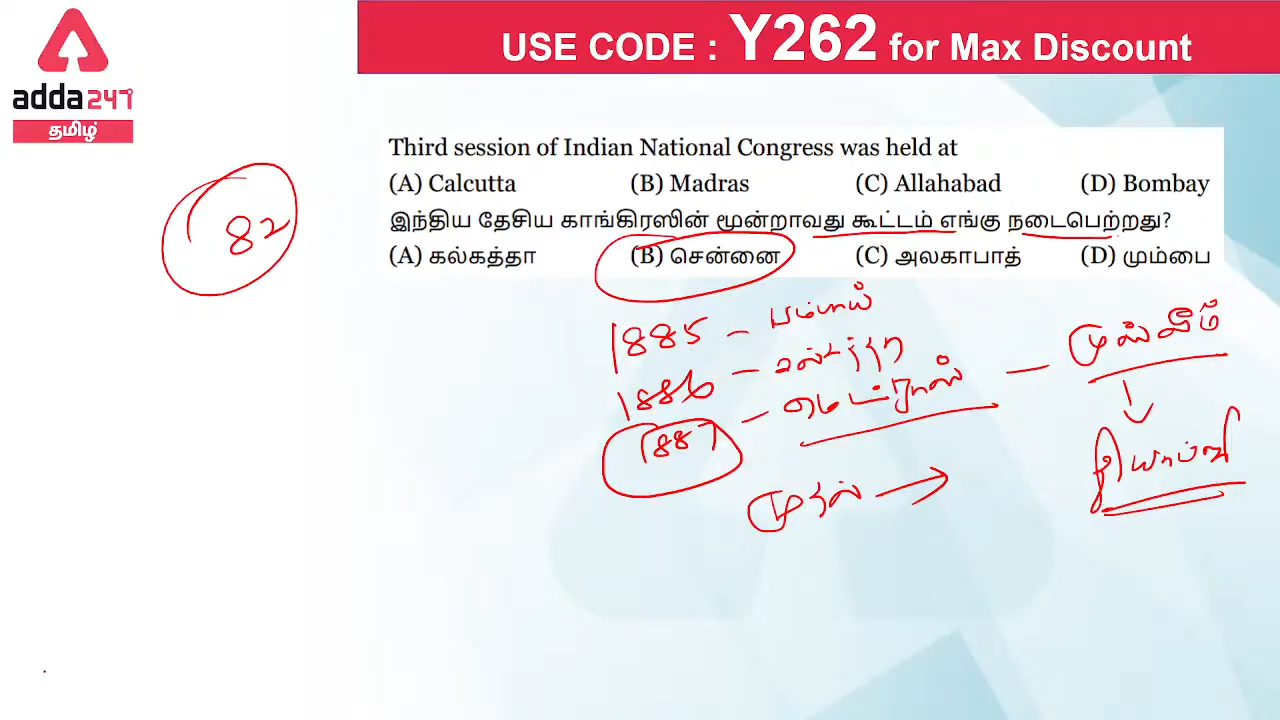 USE CODE : Y262 for Max Discount
adda247
தமிழ்
Third session of Indian National Congress was held at
(A) Calcutta (B) Madras (C) Allahabad (D) Bombay
இந்திய தேசிய காங்கிரஸின் மூன்றாவது கூட்டம் எங்கு நடைபெற்றது?
(A) கல்கத்தா (B) சென்னை (C) அலகாபாத் (D) மும்பை
82
1885 – பம்பாய்
1886 – கல்கத்தா
1887 – மெட்ராஸ் – முஸ்லீம்
முதல் →